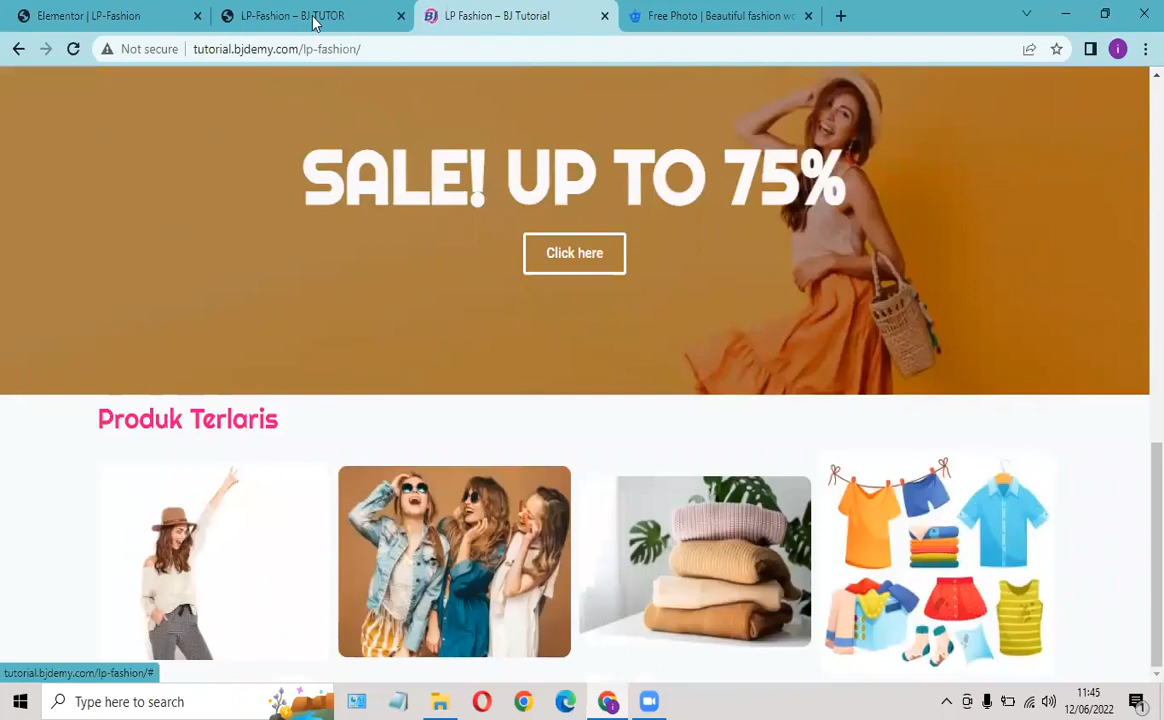 Elementor | LP-Fashion
LP-Fashion – BJ TUTOR
LP Fashion – BJ Tutorial
Free Photo | Beautiful fashion wo
Not secure
tutorial.bjdemy.com/lp-fashion/
i
SALE! UP TO 75%
Click here
Produk Terlaris
tutorial.bjdemy.com/lp-fashion/#
Type here to search
11:45
12/06/2022
1